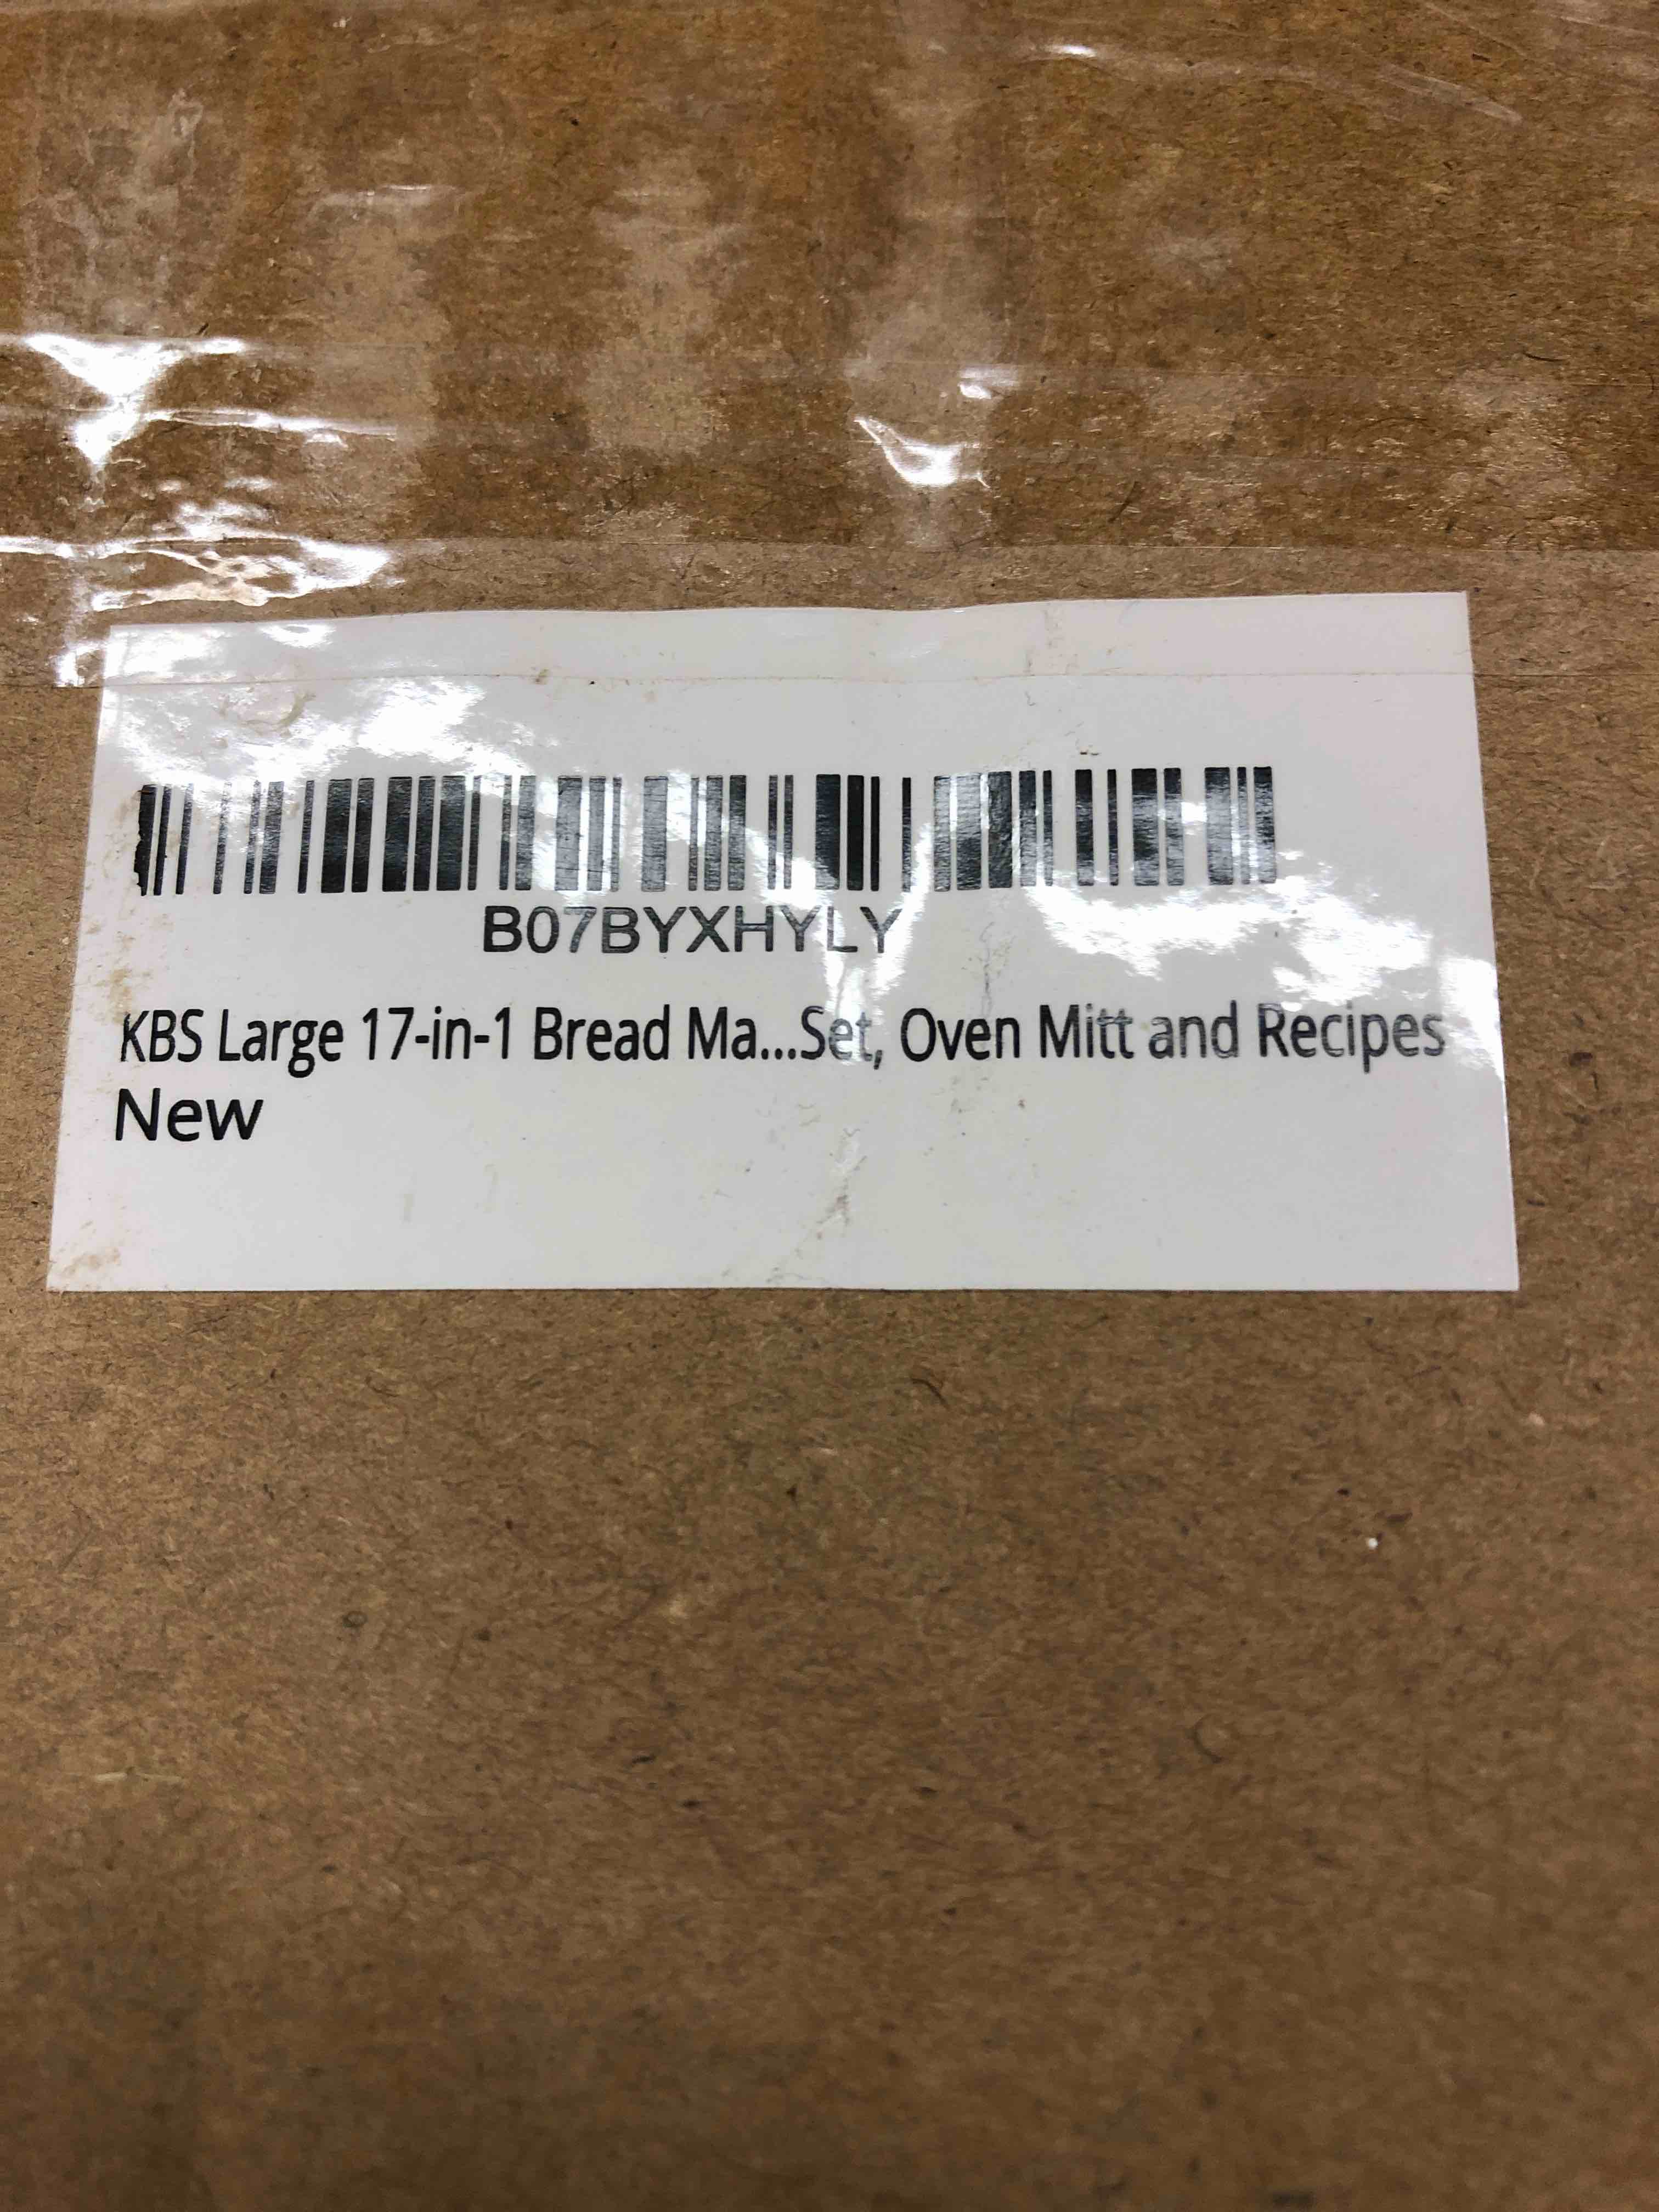 B07BYXHYLY
KBS Large 17-in-1 Bread Ma...Set, Oven Mitt and Recipes
New